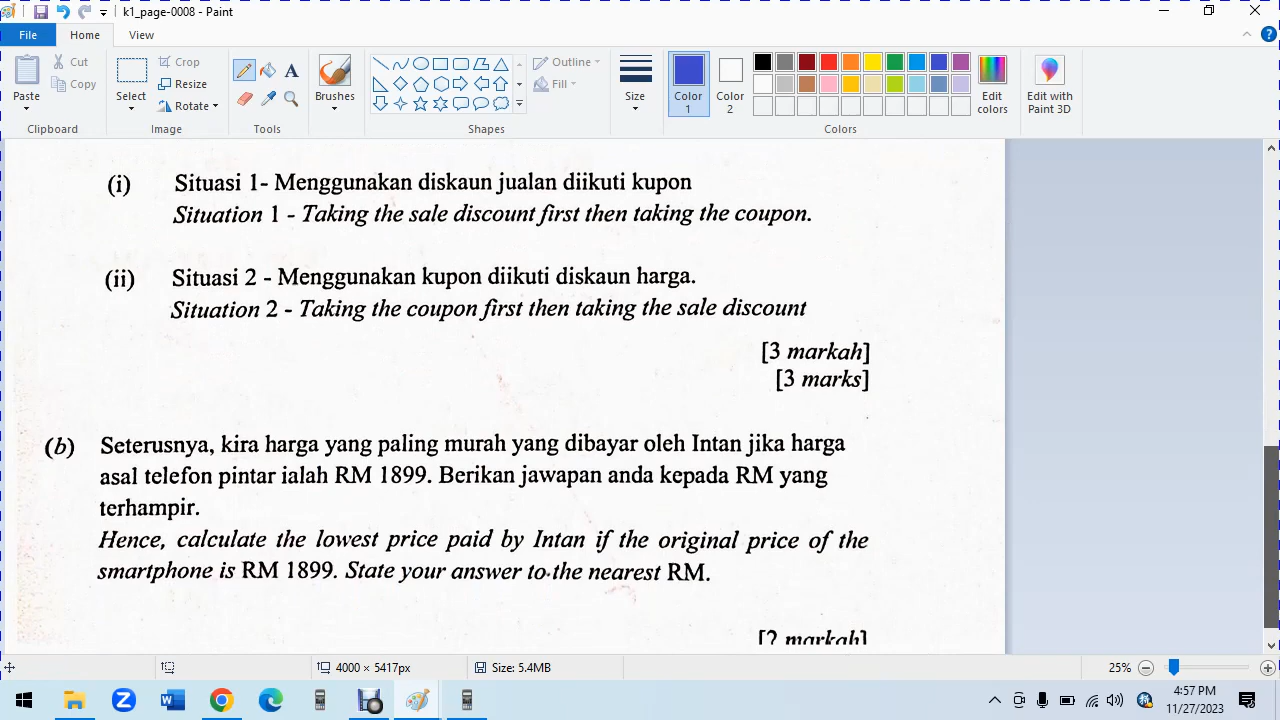 k1_page-0008 - Paint
File
Home
View
Paste
Cut
Copy
Clipboard
Select
Crop
Resize
Rotate
Image
A
Tools
Brushes
Shapes
Outline
Fill
Size
Color 1
Color 2
Edit colors
Colors
Edit with Paint 3D
(i) Situasi 1- Menggunakan diskaun jualan diikuti kupon
Situation 1 - Taking the sale discount first then taking the coupon.
(ii) Situasi 2 - Menggunakan kupon diikuti diskaun harga.
Situation 2 - Taking the coupon first then taking the sale discount
[3 markah]
[3 marks]
(b) Seterusnya, kira harga yang paling murah yang dibayar oleh Intan jika harga
asal telefon pintar ialah RM 1899. Berikan jawapan anda kepada RM yang
terhampir.
Hence, calculate the lowest price paid by Intan if the original price of the
smartphone is RM 1899. State your answer to the nearest RM.
[2 markah]
4000 × 5417px
Size: 5.4MB
25%
4:57 PM
11/27/2023